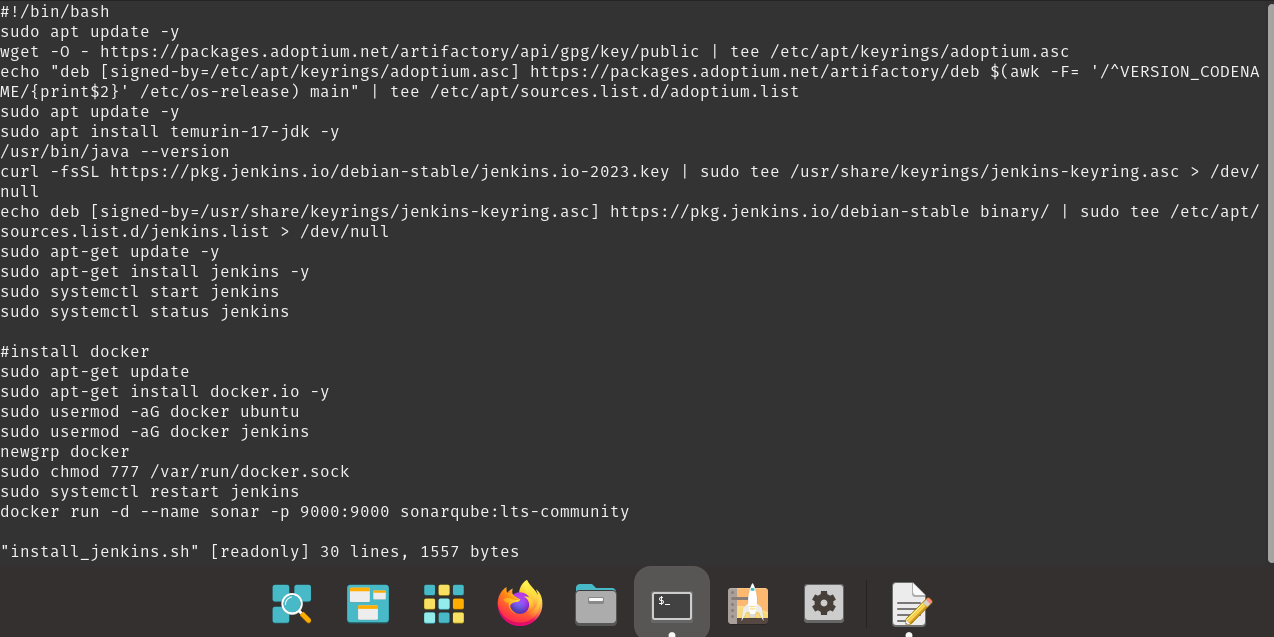 #!/bin/bash
sudo apt update -y
wget -O - https://packages.adoptium.net/artifactory/api/gpg/key/public | tee /etc/apt/keyrings/adoptium.asc
echo "deb [signed-by=/etc/apt/keyrings/adoptium.asc] https://packages.adoptium.net/artifactory/deb $(awk -F= '/^VERSION_CODENA
ME/{print$2}' /etc/os-release) main" | tee /etc/apt/sources.list.d/adoptium.list
sudo apt update -y
sudo apt install temurin-17-jdk -y
/usr/bin/java --version
curl -fsSL https://pkg.jenkins.io/debian-stable/jenkins.io-2023.key | sudo tee /usr/share/keyrings/jenkins-keyring.asc > /dev/
null
echo deb [signed-by=/usr/share/keyrings/jenkins-keyring.asc] https://pkg.jenkins.io/debian-stable binary/ | sudo tee /etc/apt/
sources.list.d/jenkins.list > /dev/null
sudo apt-get update -y
sudo apt-get install jenkins -y
sudo systemctl start jenkins
sudo systemctl status jenkins
#install docker
sudo apt-get update
sudo apt-get install docker.io -y
sudo usermod -aG docker ubuntu
sudo usermod -aG docker jenkins
newgrp docker
sudo chmod 777 /var/run/docker.sock
sudo systemctl restart jenkins
docker run -d --name sonar -p 9000:9000 sonarqube:lts-community
"install_jenkins.sh" [readonly] 30 lines, 1557 bytes
$-